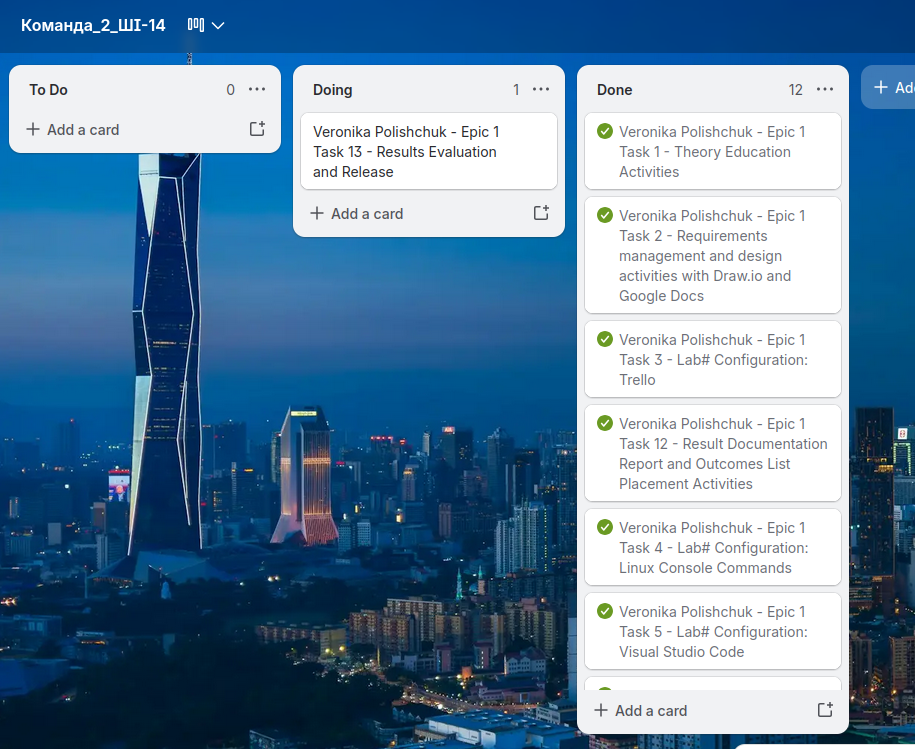 Команда_2_ШІ-14
To Do 0
Add a card
Doing 1
Veronika Polishchuk - Epic 1
Task 13 - Results Evaluation
and Release
Add a card
Done 12
Veronika Polishchuk - Epic 1
Task 1 - Theory Education
Activities
Veronika Polishchuk - Epic 1
Task 2 - Requirements
management and design
activities with Draw.io and
Google Docs
Veronika Polishchuk - Epic 1
Task 3 - Lab# Configuration:
Trello
Veronika Polishchuk - Epic 1
Task 12 - Result Documentation
Report and Outcomes List
Placement Activities
Veronika Polishchuk - Epic 1
Task 4 - Lab# Configuration:
Linux Console Commands
Veronika Polishchuk - Epic 1
Task 5 - Lab# Configuration:
Visual Studio Code
Add a card